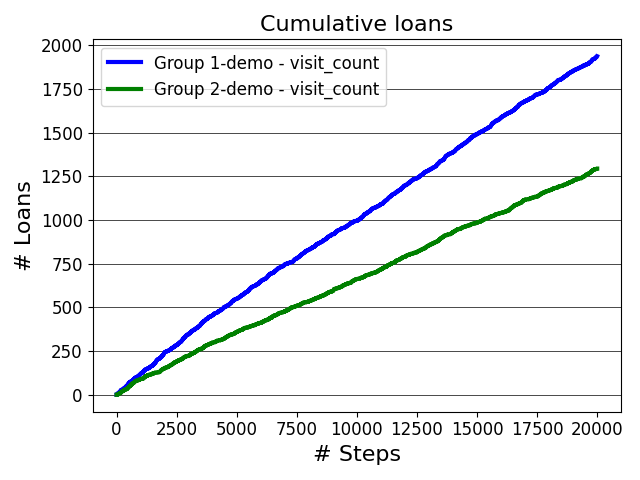 Cumulative loans
Group 1-demo - visit_count
Group 2-demo - visit_count
# Loans
2000
1750
1500
1250
1000
750
500
250
0
0 2500 5000 7500 10000 12500 15000 17500 20000
# Steps